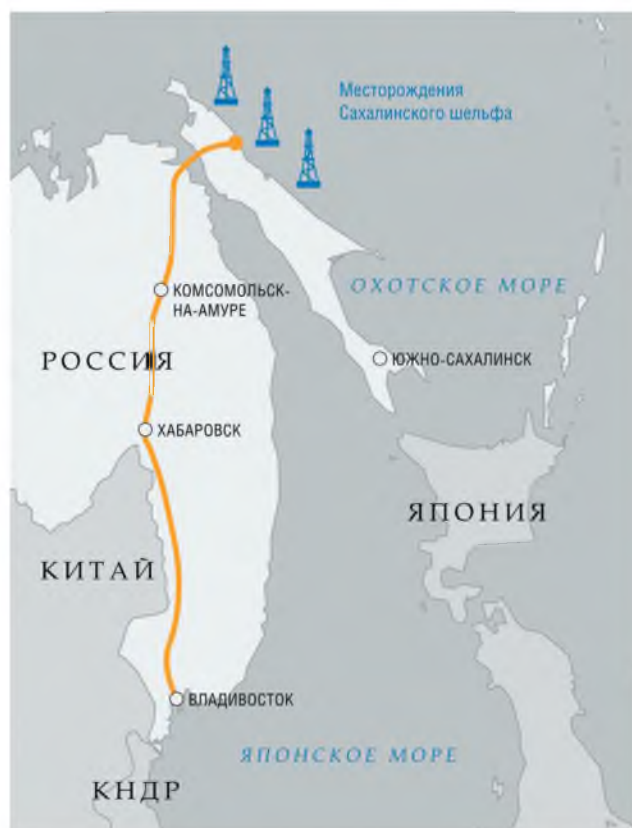 Месторождения
Сахалинского шельфа
ОХОТСКОЕ МОРЕ
КОМСОМОЛЬСК-
НА-АМУРЕ
РОССИЯ
ЮЖНО-САХАЛИНСК
ХАБАРОВСК
ЯПОНИЯ
КИТАЙ
ВЛАДИВОСТОК
ЯПОНСКОЕ МОРЕ
КНДР